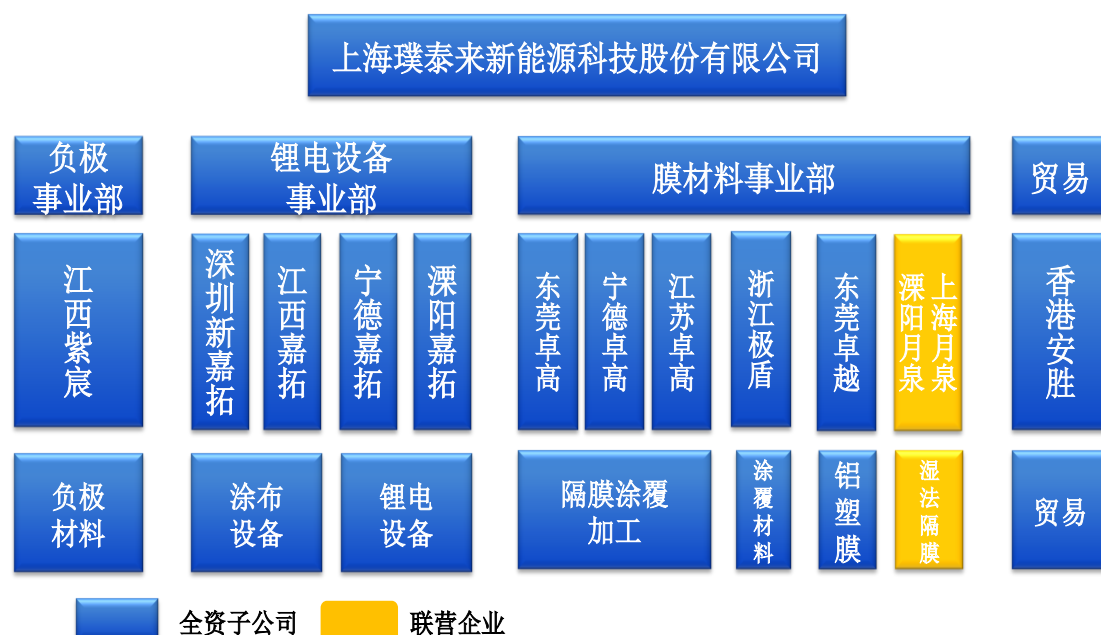 上海璞泰来新能源科技股份有限公司
负极
事业部
锂电设备
事业部
膜材料事业部
贸易
江西紫宸
深圳新嘉拓
江西嘉拓
宁德嘉拓
溧阳嘉拓
东莞卓高
宁德卓高
江苏卓高
浙江极盾
东莞卓越
上海月泉
溧阳月泉
香港安胜
负极
材料
涂布
设备
锂电
设备
隔膜涂覆
加工
涂覆材料
铝塑膜
湿法隔膜
贸易
全资子公司
联营企业